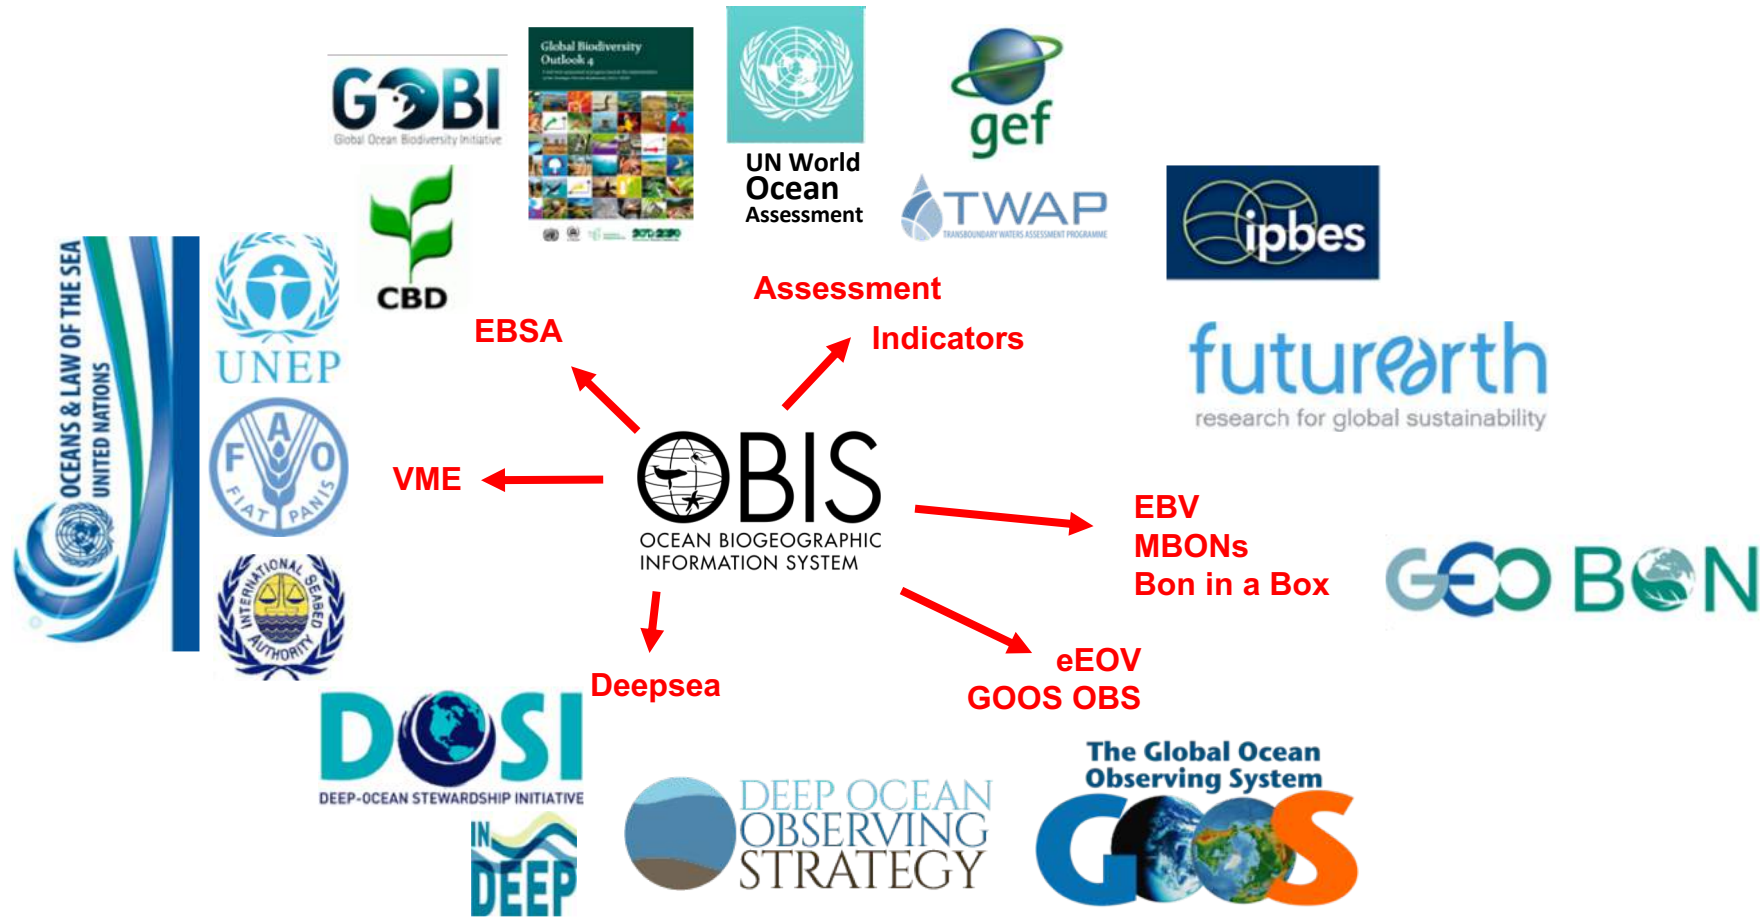 GOBI
Global Ocean Biodiversity Initiative
Global Biodiversity
Outlook 4
UN World
Ocean
Assessment
gef
TWAP
TRANSBOUNDARY WATERS ASSESSMENT PROGRAMME
ipbes
CBD
OCEANS & LAW OF THE SEA
UNITED NATIONS
UNEP
FAO
FIAT PANIS
INTERNATIONAL SEABED
AUTHORITY
EBSA
Assessment
Indicators
futurearth
research for global sustainability
VME
OBIS
OCEAN BIOGEOGRAPHIC
INFORMATION SYSTEM
EBV
MBONs
Bon in a Box
GEO BON
eEOV
GOOS OBS
Deepsea
DOSI
DEEP-OCEAN STEWARDSHIP INITIATIVE
IN
DEEP
DEEP OCEAN
OBSERVING
STRATEGY
The Global Ocean
Observing System
GOOS